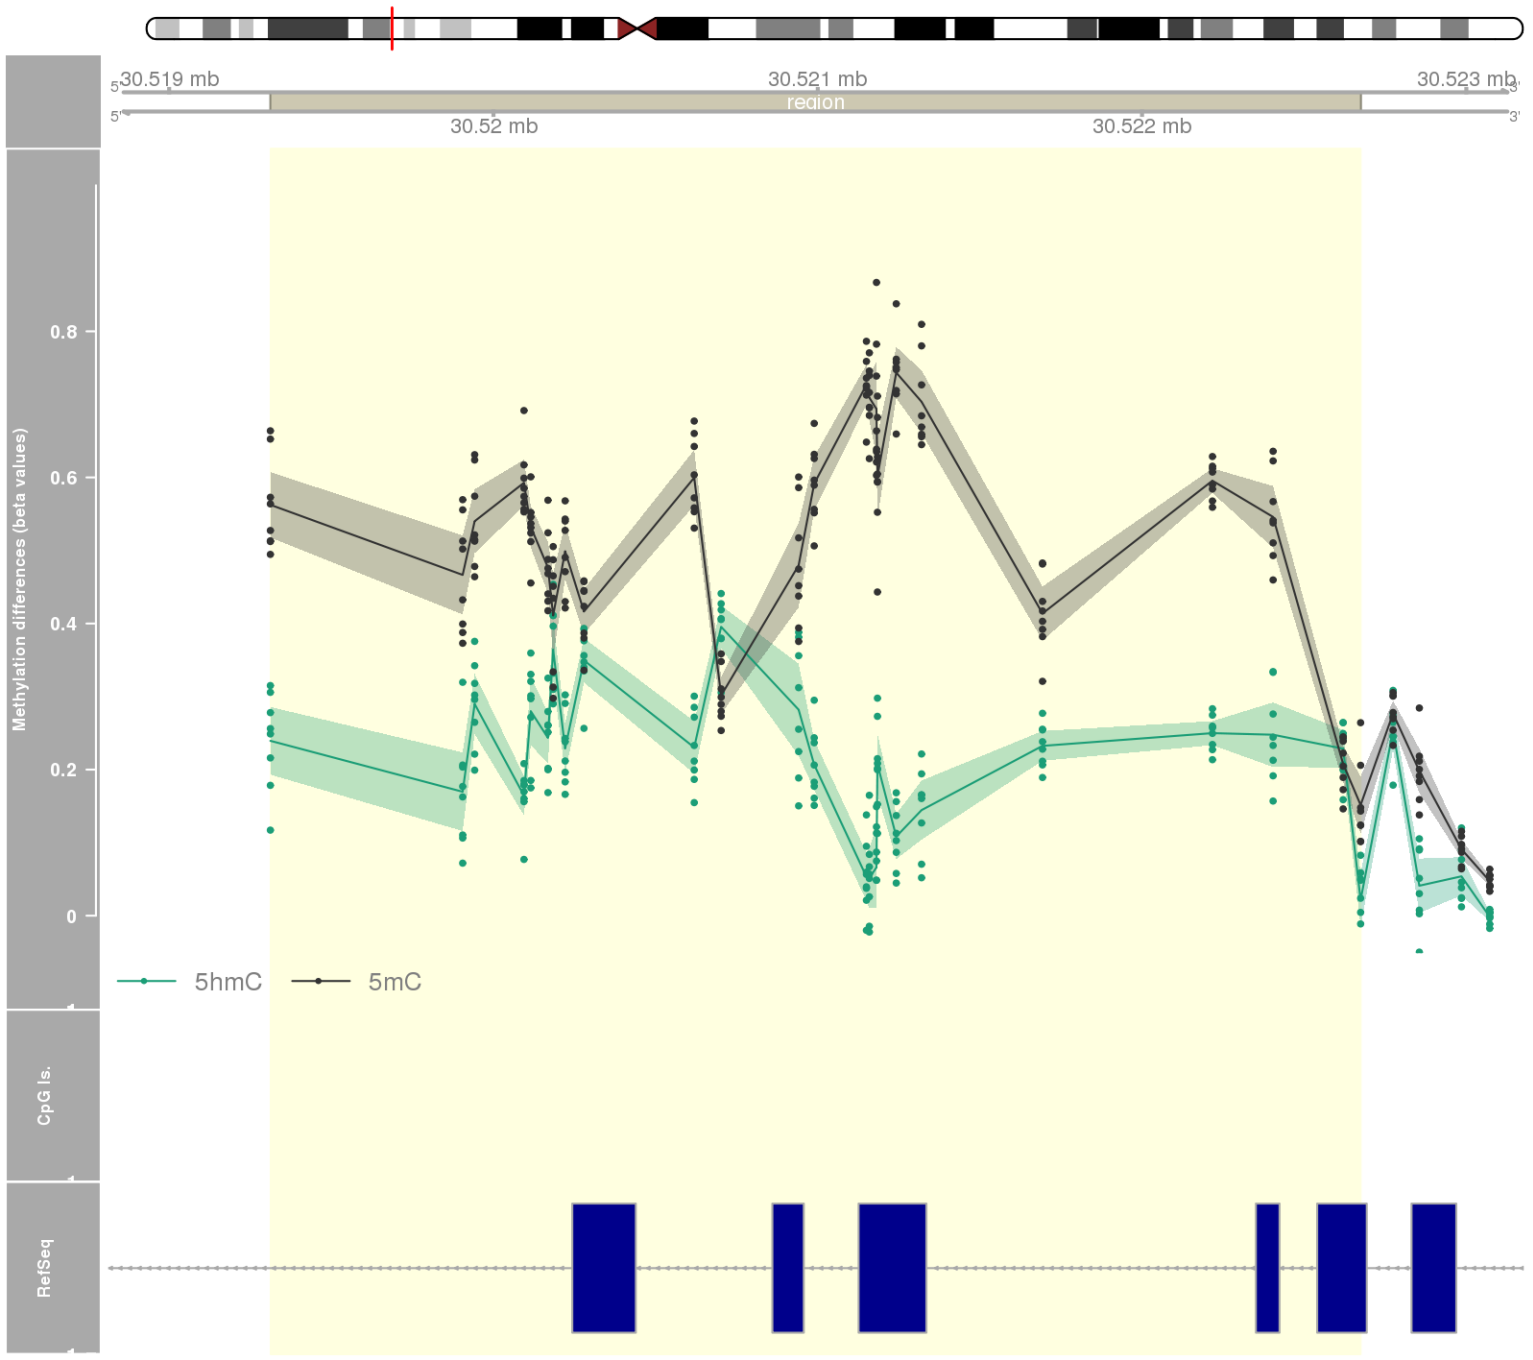 30.519 mb
30.521 mb
30.523 mb
5'
3'
region
5'
3'
30.52 mb
30.522 mb
Methylation differences (beta values)
0.8
0.6
0.4
0.2
0
5hmC
5mC
CpG Is.
RefSeq